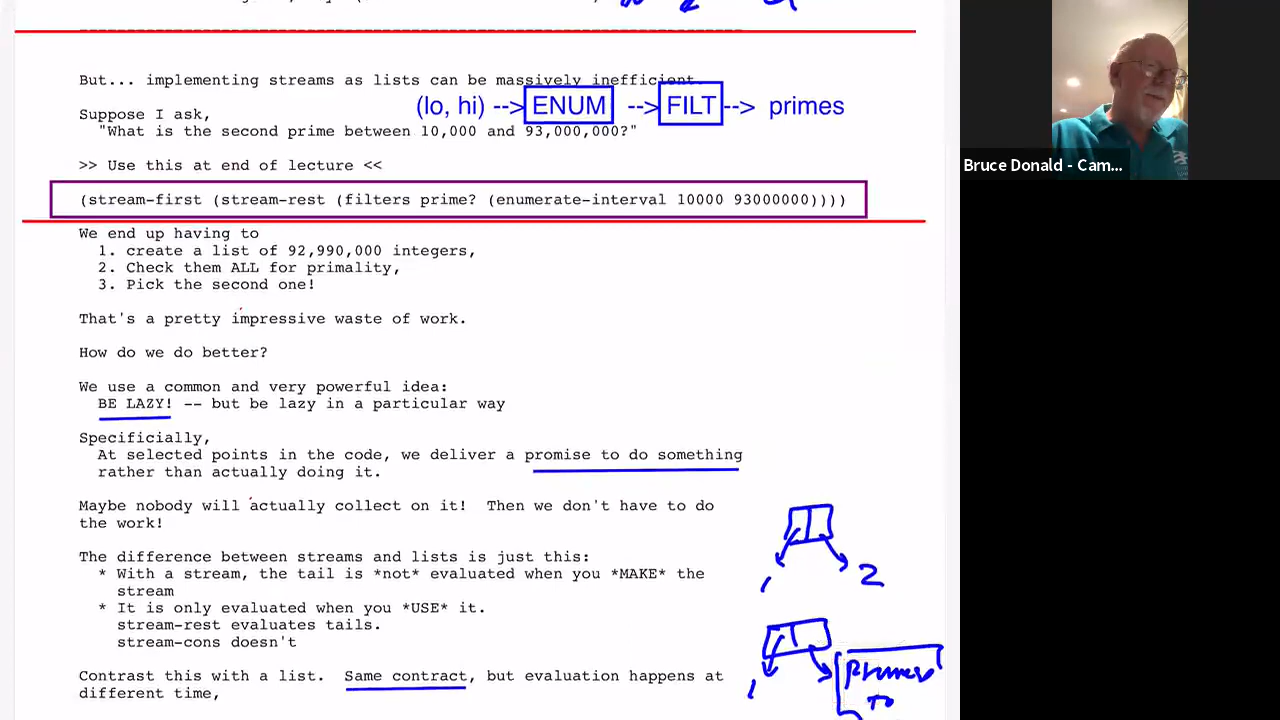 But... implementing streams as lists can be massively inefficient.
(lo, hi) --> ENUM --> FILT --> primes
Suppose I ask,
"What is the second prime between 10,000 and 93,000,000?"
>> Use this at end of lecture <<
(stream-first (stream-rest (filters prime? (enumerate-interval 10000 93000000))))
We end up having to
1. create a list of 92,990,000 integers,
2. Check them ALL for primality,
3. Pick the second one!
That's a pretty impressive waste of work.
How do we do better?
We use a common and very powerful idea:
BE LAZY! -- but be lazy in a particular way
Specificially,
At selected points in the code, we deliver a promise to do something
rather than actually doing it.
Maybe nobody will actually collect on it!  Then we don't have to do
the work!
The difference between streams and lists is just this:
* With a stream, the tail is *not* evaluated when you *MAKE* the
stream
* It is only evaluated when you *USE* it.
stream-rest evaluates tails.
stream-cons doesn't
Contrast this with a list.  Same contract, but evaluation happens at
different time,
1 2
1
to
Bruce Donald - Cam...